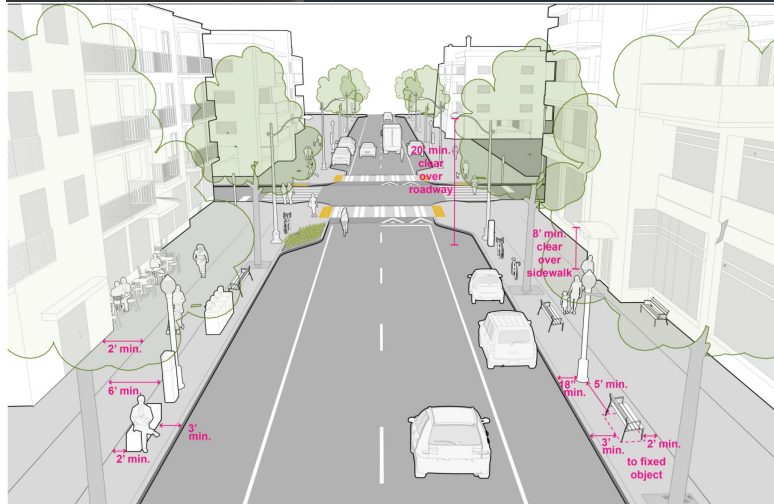 20' min.
clear
over
roadway
8' min.
clear
over
sidewalk
2' min.
6' min.
3'
min.
2' min.
18"
min.
5' min.
3'
min.
2' min.
to fixed
object